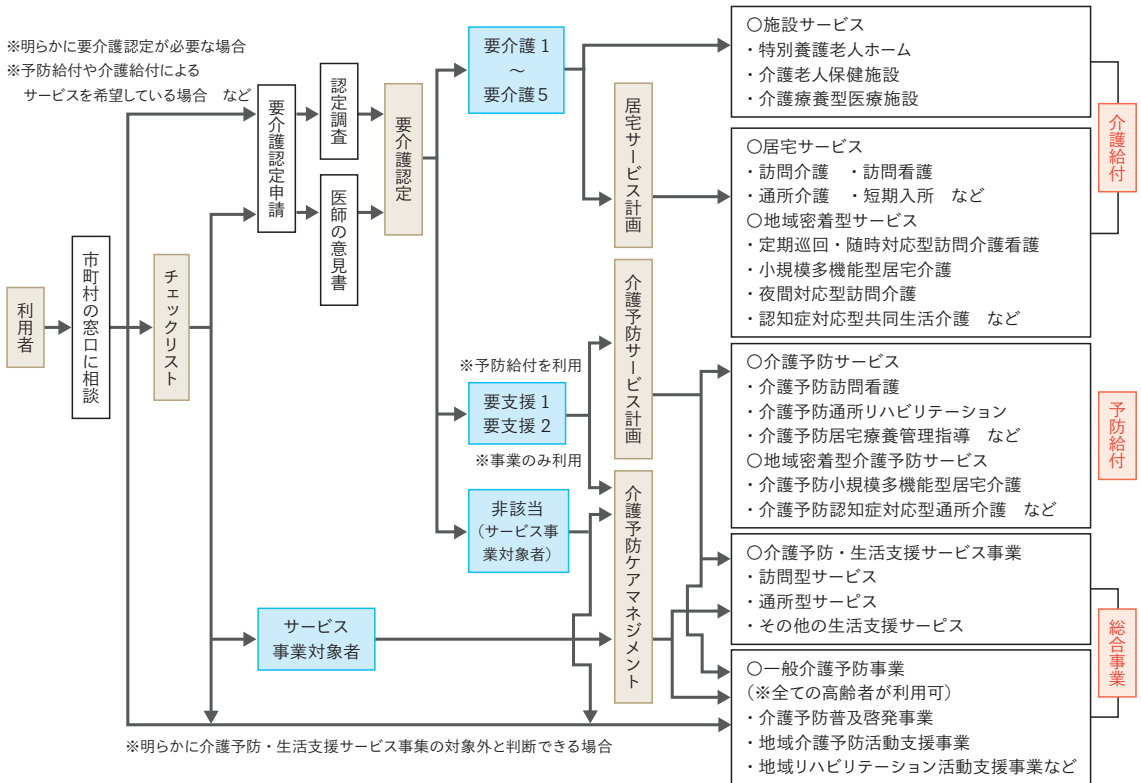 ※明らかに要介護認定が必要な場合
※予防給付や介護給付による
サービスを希望している場合　など
利用者
市町村の窓口に相談
チェックリスト
要介護認定申請
認定調査
医師の意見書
要介護認定
要介護1
～
要介護5
※予防給付を利用
要支援1
要支援2
※事業のみ利用
非該当
（サービス事
業対象者）
サービス
事業対象者
居宅サービス計画
介護予防サービス計画
介護予防ケアマネジメント
〇施設サービス
・特別養護老人ホーム
・介護老人保健施設
・介護療養型医療施設
〇居宅サービス
・訪問介護　・訪問看護
・通所介護　・短期入所　など
〇地域密着型サービス
・定期巡回・随時対応型訪問介護看護
・小規模多機能型居宅介護
・夜間対応型訪問介護
・認知症対応型共同生活介護　など
介護給付
〇介護予防サービス
・介護予防訪問看護
・介護予防通所リハビリテーション
・介護予防居宅療養管理指導　など
〇地域密着型介護予防サービス
・介護予防小規模多機能型居宅介護
・介護予防認知症対応型通所介護　など
予防給付
〇介護予防・生活支援サービス事業
・訪問型サービス
・通所型サーピス
・その他の生活支援サーピス
〇一般介護予防事業
（※全ての高齢者が利用可）
・介護予防普及啓発事業
・地域介護予防活動支援事業
・地域リハビリテーション活動支援事業など
総合事業
※明らかに介護予防・生活支援サービス事集の対象外と判断できる場合